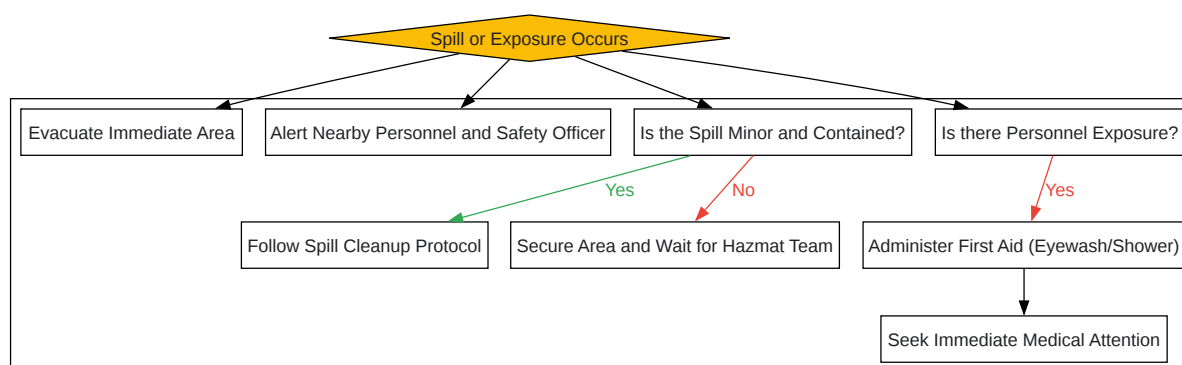 Spill or Exposure Occurs
Evacuate Immediate Area
Alert Nearby Personnel and Safety Officer
Is the Spill Minor and Contained?
Is there Personnel Exposure?
Yes
No
Yes
Follow Spill Cleanup Protocol
Secure Area and Wait for Hazmat Team
Administer First Aid (Eyewash/Shower)
Seek Immediate Medical Attention